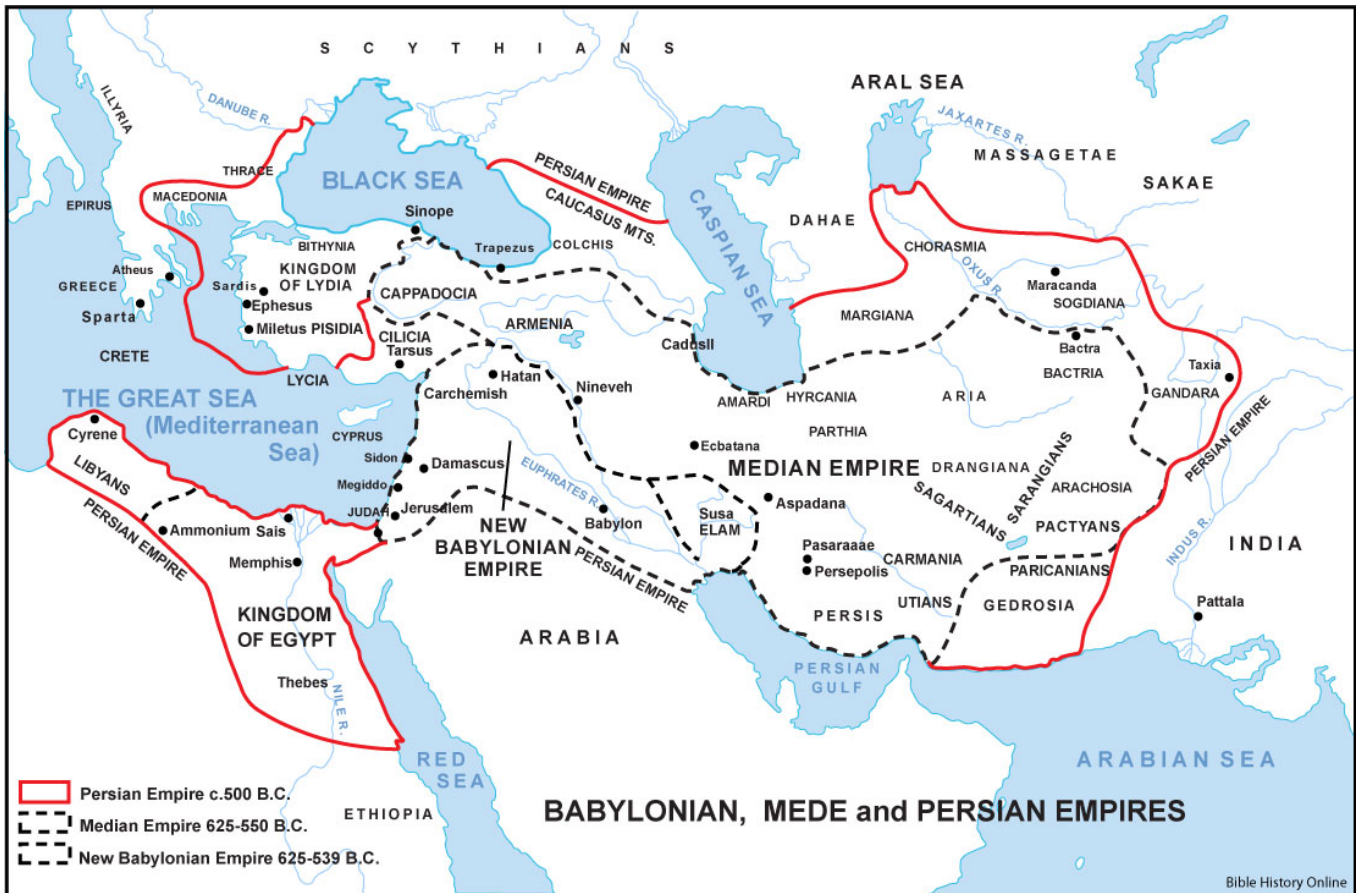 SCYTHIANS
ARAL SEA
ILLYRIA
DANUBE R.
JAXARTES R.
MASSAGETAE
THRACE
BLACK SEA
PERSIAN EMPIRE
CAUCASUS MTS.
SAKAE
MACEDONIA
EPIRUS
Sinope
CASPIAN SEA
DAHAE
BITHYNIA
Trapezus
COLCHIS
CHORASMIA
OXUS R
Atheus
KINGDOM
OF LYDIA
Maracanda
GREECE
Sardis
CAPPADOCIA
SOGDIANA
Sparta
Ephesus
MARGIANA
Miletus PISIDIA
ARMENIA
CRETE
CILICIA
Tarsus
Cadusll
Bactra
Taxia
LYCIA
Hatan
BACTRIA
GANDARA
THE GREAT SEA
(Mediterranean
Sea)
Carchemish
Nineveh
AMARDI
HYRCANIA
ARIA
Cyrene
CYPRUS
PARTHIA
PERSIAN EMPIRE
Sidon
Ecbatana
LIBYANS
Damascus
EUPHRATES R.
MEDIAN EMPIRE
DRANGIANA
SARANGIANS
Megiddo
SAGARTIANS
ARACHOSIA
PERSIAN EMPIRE
JUDAH
Jerusalem
Aspadana
Ammonium
Sais
Babylon
Susa
ELAM
PACTYANS
INDUS R.
INDIA
NEW
BABYLONIAN
EMPIRE
PERSIAN EMPIRE
Memphis
Pasaraaae
CARMANIA
PARICANIANS
Persepolis
KINGDOM
OF EGYPT
UTIANS
GEDROSIA
PERSIS
Pattala
ARABIA
Thebes
NILE R.
PERSIAN
GULF
RED
SEA
ARABIAN SEA
Persian Empire c.500 B.C.
ETHIOPIA
BABYLONIAN, MEDE and PERSIAN EMPIRES
Median Empire 625-550 B.C.
New Babylonian Empire 625-539 B.C.
Bible History Online